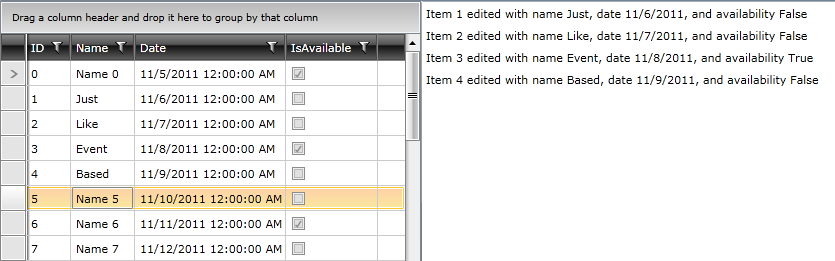 Drag a column header and drop it here to group by that column
ID Name Date IsAvailable
0 Name 0 11/5/2011 12:00:00 AM
1 Just 11/6/2011 12:00:00 AM
2 Like 11/7/2011 12:00:00 AM
3 Event 11/8/2011 12:00:00 AM
4 Based 11/9/2011 12:00:00 AM
5 Name 5 11/10/2011 12:00:00 AM
6 Name 6 11/11/2011 12:00:00 AM
7 Name 7 11/12/2011 12:00:00 AM
Item 1 edited with name Just, date 11/6/2011, and availability False
Item 2 edited with name Like, date 11/7/2011, and availability False
Item 3 edited with name Event, date 11/8/2011, and availability True
Item 4 edited with name Based, date 11/9/2011, and availability False